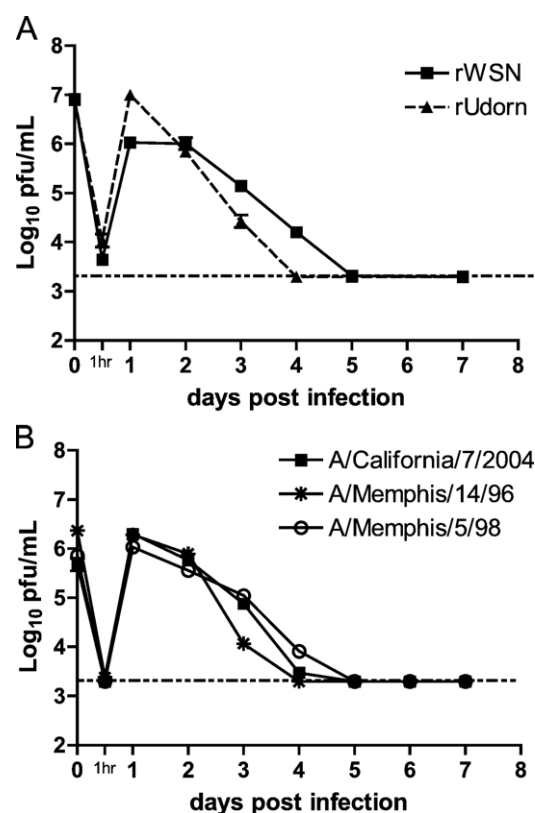 A
8
7
6
5
4
3
2
Log10 pfu/mL
rWSN
rUdorn
0 1hr 1 2 3 4 5 6 7 8
days post infection
B
8
7
6
5
4
3
2
Log10 pfu/mL
A/California/7/2004
A/Memphis/14/96
A/Memphis/5/98
0 1hr 1 2 3 4 5 6 7 8
days post infection